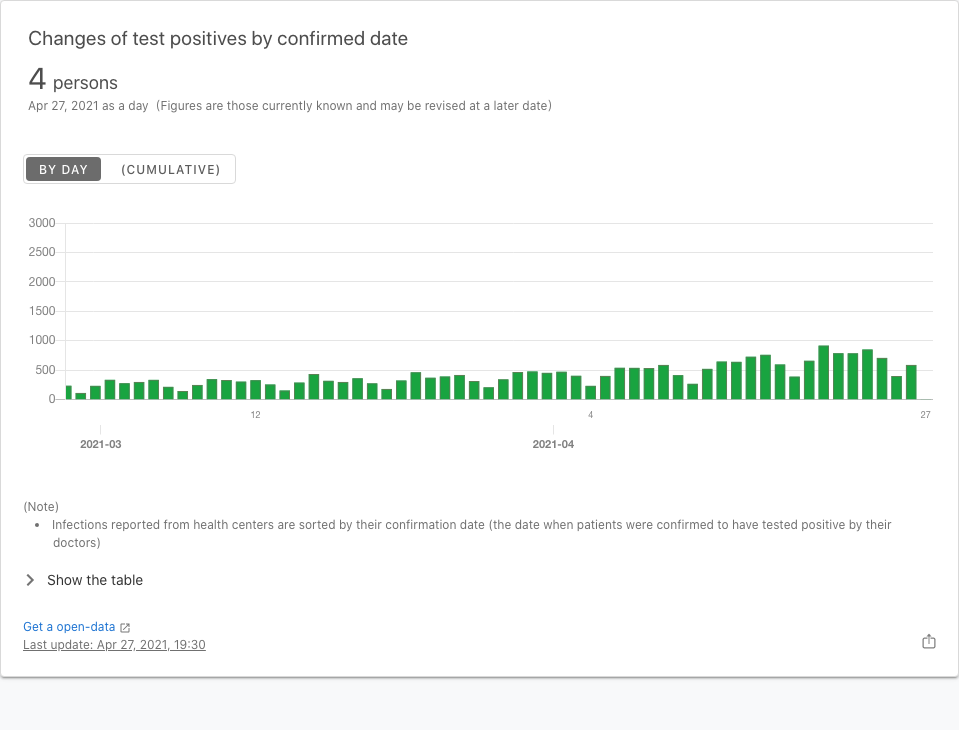 Changes of test positives by confirmed date
4 persons
Apr 27, 2021 as a day (Figures are those currently known and may be revised at a later date)
BY DAY (CUMULATIVE)
3000
2500
2000
1500
1000
500
0
12 4 27
2021-03 2021-04
(Note)
• Infections reported from health centers are sorted by their confirmation date (the date when patients were confirmed to have tested positive by their
doctors)
Show the table
Get a open-data
Last update: Apr 27, 2021, 19:30